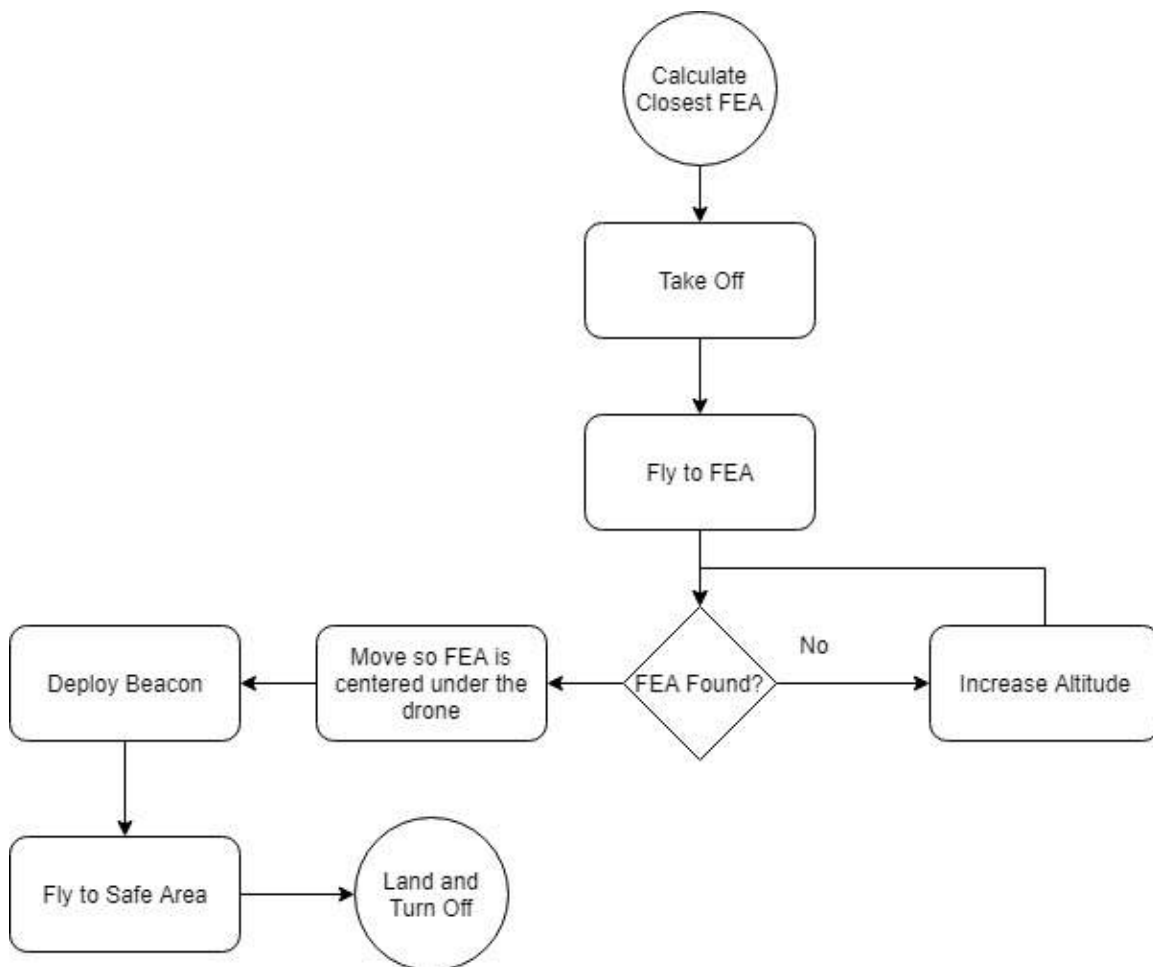 Calculate
Closest FEA
Take Off
Fly to FEA
FEA Found?
No
Increase Altitude
Move so FEA is
centered under the
drone
Deploy Beacon
Fly to Safe Area
Land and
Turn Off